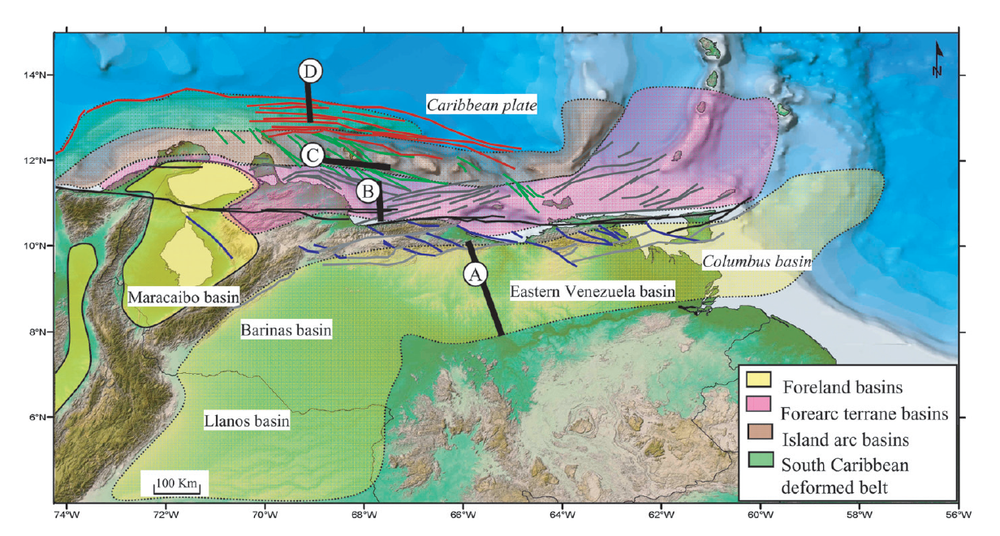 14°N
12°N
10°N
8°N
6°N
D
Caribbean plate
N
C
B
A
Columbus basin
Maracaibo basin
Eastern Venezuela basin
Barinas basin
Llanos basin
100 Km
Foreland basins
Forearc terrane basins
Island arc basins
South Caribbean
deformed belt
74°W
72°W
70°W
68°W
66°W
64°W
62°W
60°W
58°W
56°W